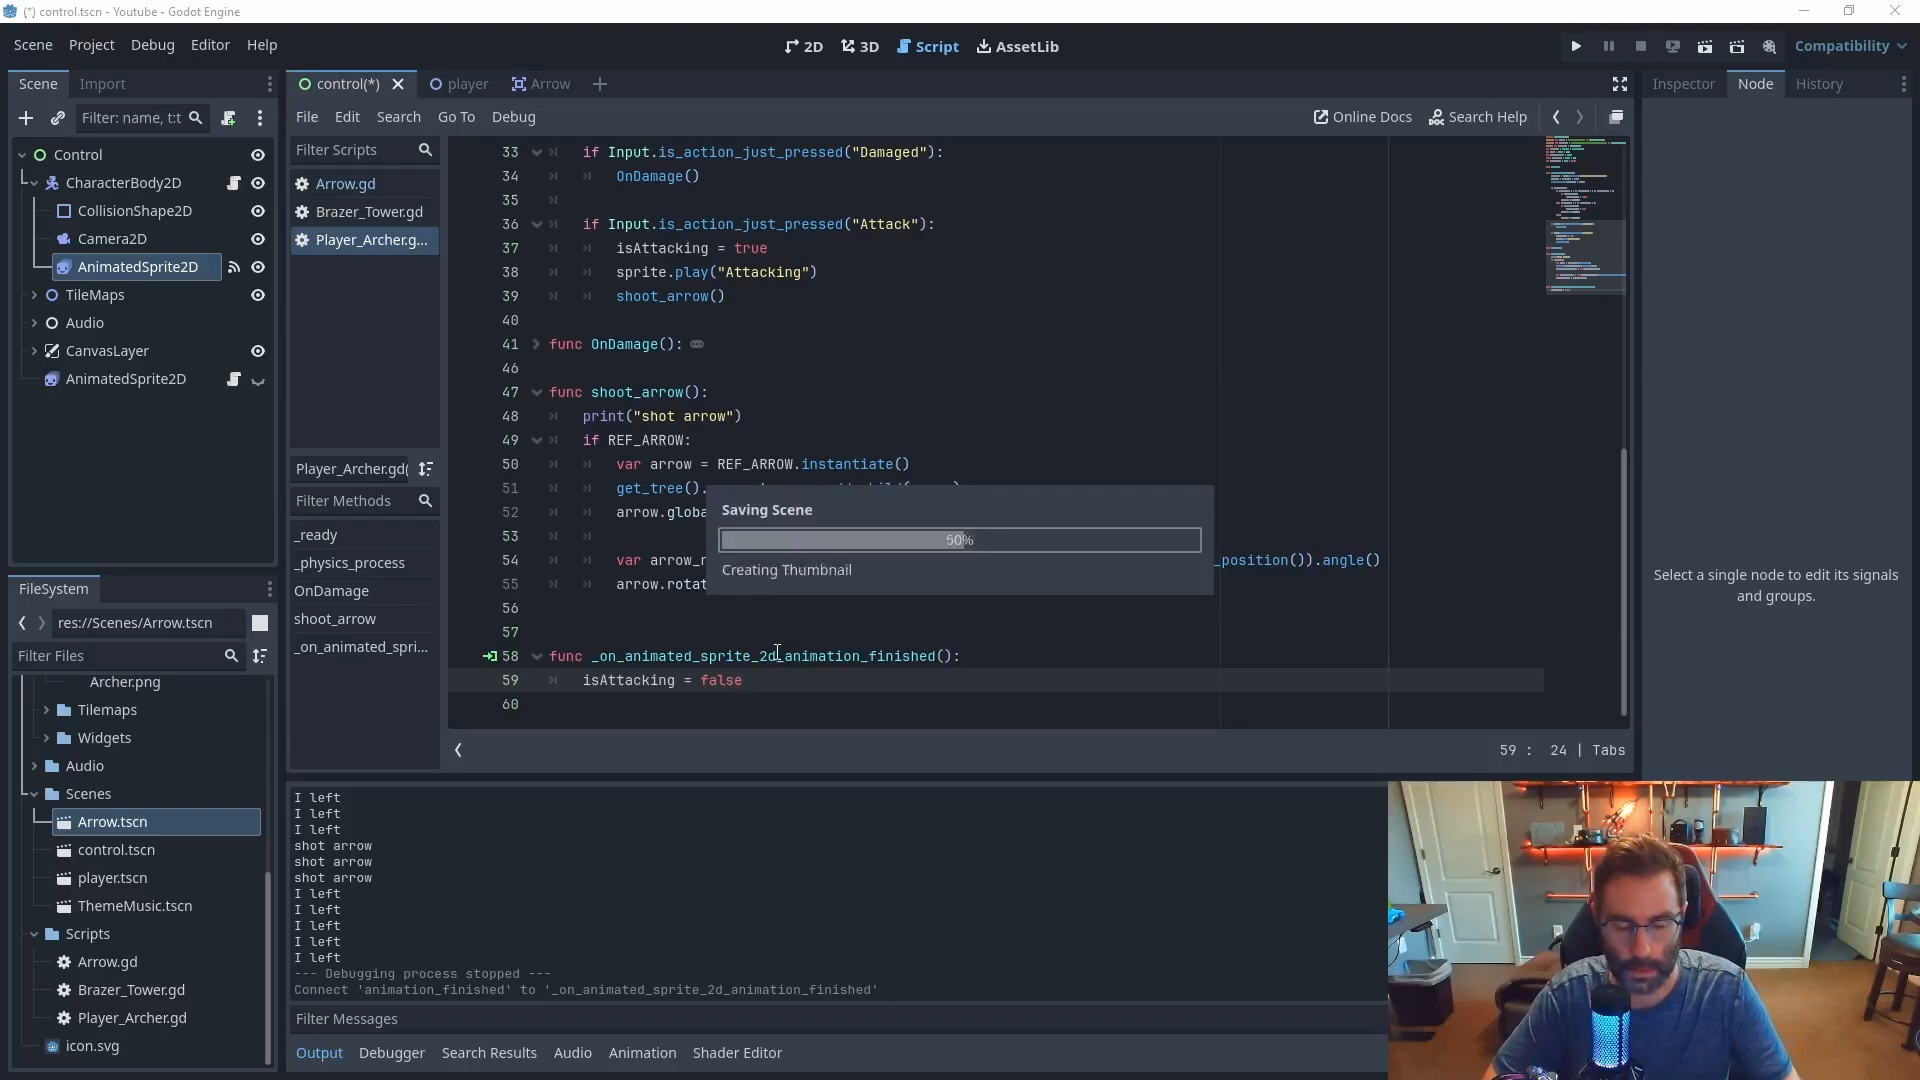 (*) control.tscn - Youtube - Godot Engine
Scene Project Debug Editor Help
2D 3D Script AssetLib
Compatibility
Scene Import
Filter: name, t:t
Control
CharacterBody2D
CollisionShape2D
Camera2D
AnimatedSprite2D
TileMaps
Audio
CanvasLayer
AnimatedSprite2D
FileSystem
res://Scenes/Arrow.tscn
Filter Files
Archer.png
Tilemaps
Widgets
Audio
Scenes
Arrow.tscn
control.tscn
player.tscn
ThemeMusic.tscn
Scripts
Arrow.gd
Brazer_Tower.gd
Player_Archer.gd
icon.svg
control(*) player Arrow
File Edit Search Go To Debug
Online Docs Search Help
Filter Scripts
Arrow.gd
Brazer_Tower.gd
Player_Archer.g...
Player_Archer.gd(
Filter Methods
_ready
_physics_process
OnDamage
shoot_arrow
_on_animated_spri...
33 if Input.is_action_just_pressed("Damaged"):
34 OnDamage()
35
36 if Input.is_action_just_pressed("Attack"):
37 isAttacking = true
38 sprite.play("Attacking")
39 shoot_arrow()
40
41 func OnDamage():
46
47 func shoot_arrow():
48 print("shot arrow")
49 if REF_ARROW:
50 var arrow = REF_ARROW.instantiate()
51 get_tree().
52 arrow.globa
53
54 var arrow_r _position()).angle()
55 arrow.rotat
56
57
58 func _on_animated_sprite_2d_animation_finished():
59 isAttacking = false
60
Saving Scene
50%
Creating Thumbnail
59 : 24 | Tabs
I left
I left
I left
shot arrow
shot arrow
shot arrow
I left
I left
I left
I left
I left
--- Debugging process stopped ---
Connect 'animation_finished' to '_on_animated_sprite_2d_animation_finished'
Filter Messages
Output Debugger Search Results Audio Animation Shader Editor
Inspector Node History
Select a single node to edit its signals
and groups.